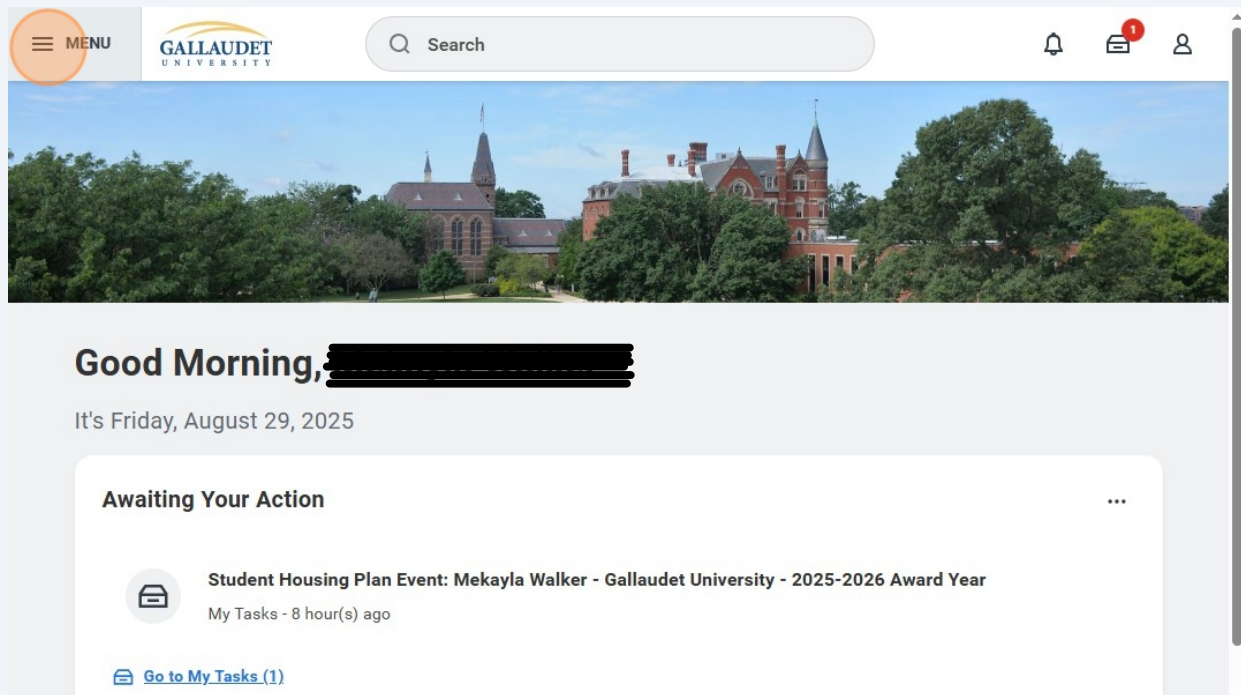 MENU
GALLAUDET
UNIVERSITY
Search
1
Good Morning,
It's Friday, August 29, 2025
Awaiting Your Action
Student Housing Plan Event: Mekayla Walker - Gallaudet University - 2025-2026 Award Year
My Tasks - 8 hour(s) ago
Go to My Tasks (1)